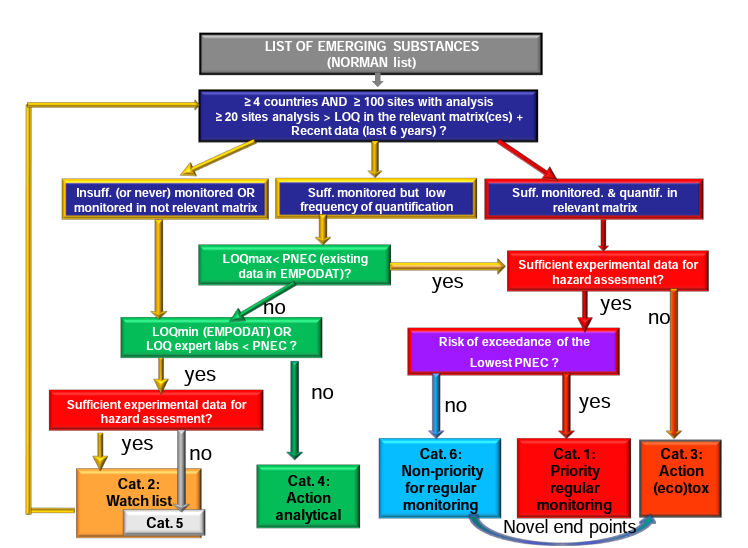 LIST OF EMERGING SUBSTANCES
(NORMAN list)
≥ 4 countries AND ≥ 100 sites with analysis
≥ 20 sites analysis > LOQ in the relevant matrix(ces) +
Recent data (last 6 years) ?
Insuff. (or never) monitored OR
monitored in not relevant matrix
Suff. monitored but low
frequency of quantification
Suff. monitored. & quantif. in
relevant matrix
LOQmax< PNEC (existing
data in EMPODAT)?
yes
Sufficient experimental data for
hazard assesment?
no
yes
no
LOQmin (EMPODAT) OR
LOQ expert labs < PNEC ?
Risk of exceedance of the
Lowest PNEC ?
yes
no
no
yes
Sufficient experimental data for
hazard assesment?
yes
no
Cat. 2:
Watch list
Cat. 5
Cat. 4:
Action
analytical
Cat. 6:
Non-priority
for regular
monitoring
Cat. 1:
Priority
regular
monitoring
Cat. 3:
Action
(eco)tox
Novel end points